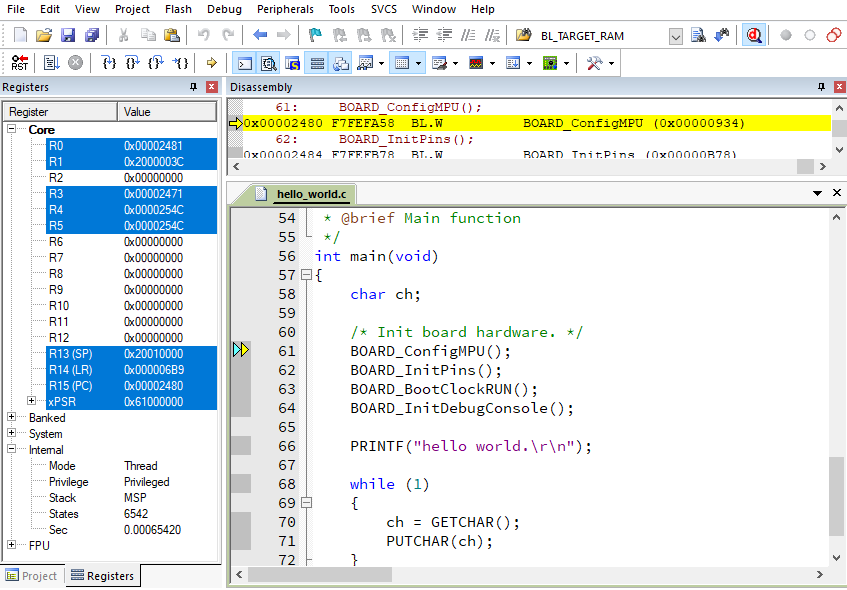 File Edit View Project Flash Debug Peripherals Tools SVCS Window Help
BL_TARGET_RAM
RST
Registers
Register Value
Core
R0 0x00002481
R1 0x2000003C
R2 0x00000000
R3 0x00002471
R4 0x0000254C
R5 0x0000254C
R6 0x00000000
R7 0x00000000
R8 0x00000000
R9 0x00000000
R10 0x00000000
R11 0x00000000
R12 0x00000000
R13 (SP) 0x20010000
R14 (LR) 0x000006B9
R15 (PC) 0x00002480
xPSR 0x61000000
Banked
System
Internal
Mode Thread
Privilege Privileged
Stack MSP
States 6542
Sec 0.00065420
FPU
Project Registers
Disassembly
61: BOARD_ConfigMPU();
0x00002480 F7FEFA58 BL.W BOARD_ConfigMPU (0x00000934)
62: BOARD_InitPins();
0x00002484 F7FEFB78 BL.W BOARD_InitPins (0x00000B78)
hello_world.c
54 * @brief Main function
55 */
56 int main(void)
57 {
58 char ch;
59
60 /* Init board hardware. */
61 BOARD_ConfigMPU();
62 BOARD_InitPins();
63 BOARD_BootClockRUN();
64 BOARD_InitDebugConsole();
65
66 PRINTF("hello world.\r\n");
67
68 while (1)
69 {
70 ch = GETCHAR();
71 PUTCHAR(ch);
72 }